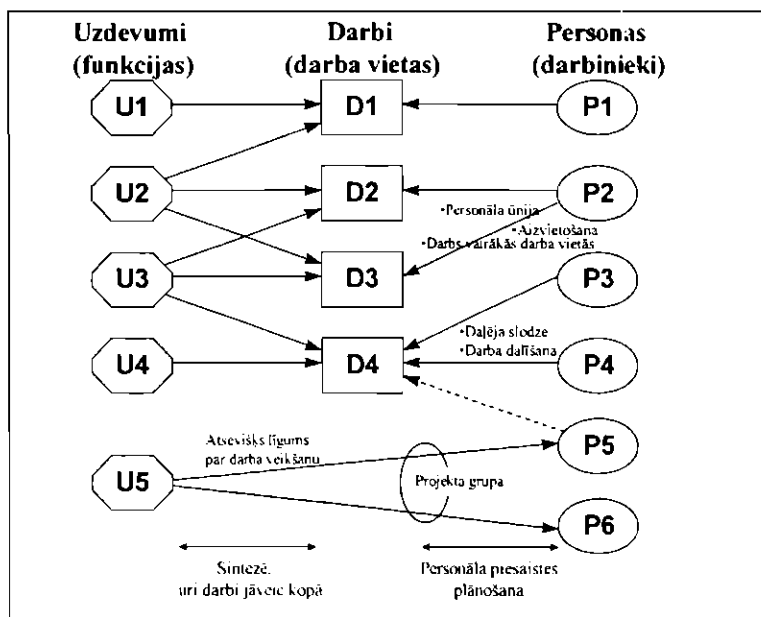 Uzdevumi
(funkcijas)
Darbi
(darba vietas)
Personas
(darbinieki)
U1
D1
P1
U2
D2
P2
•Personāla ūnija
•Aizvietošana
•Darbs vairākās darba vietās
U3
D3
P3
•Daļēja slodze
•Darba dalīšana
U4
D4
P4
P5
Atsevišķs līgums
par darba veikšanu
U5
Projekta grupa
P6
Sintezē,
darbi jāveic kopā
Personāla piesaistes
plānošana